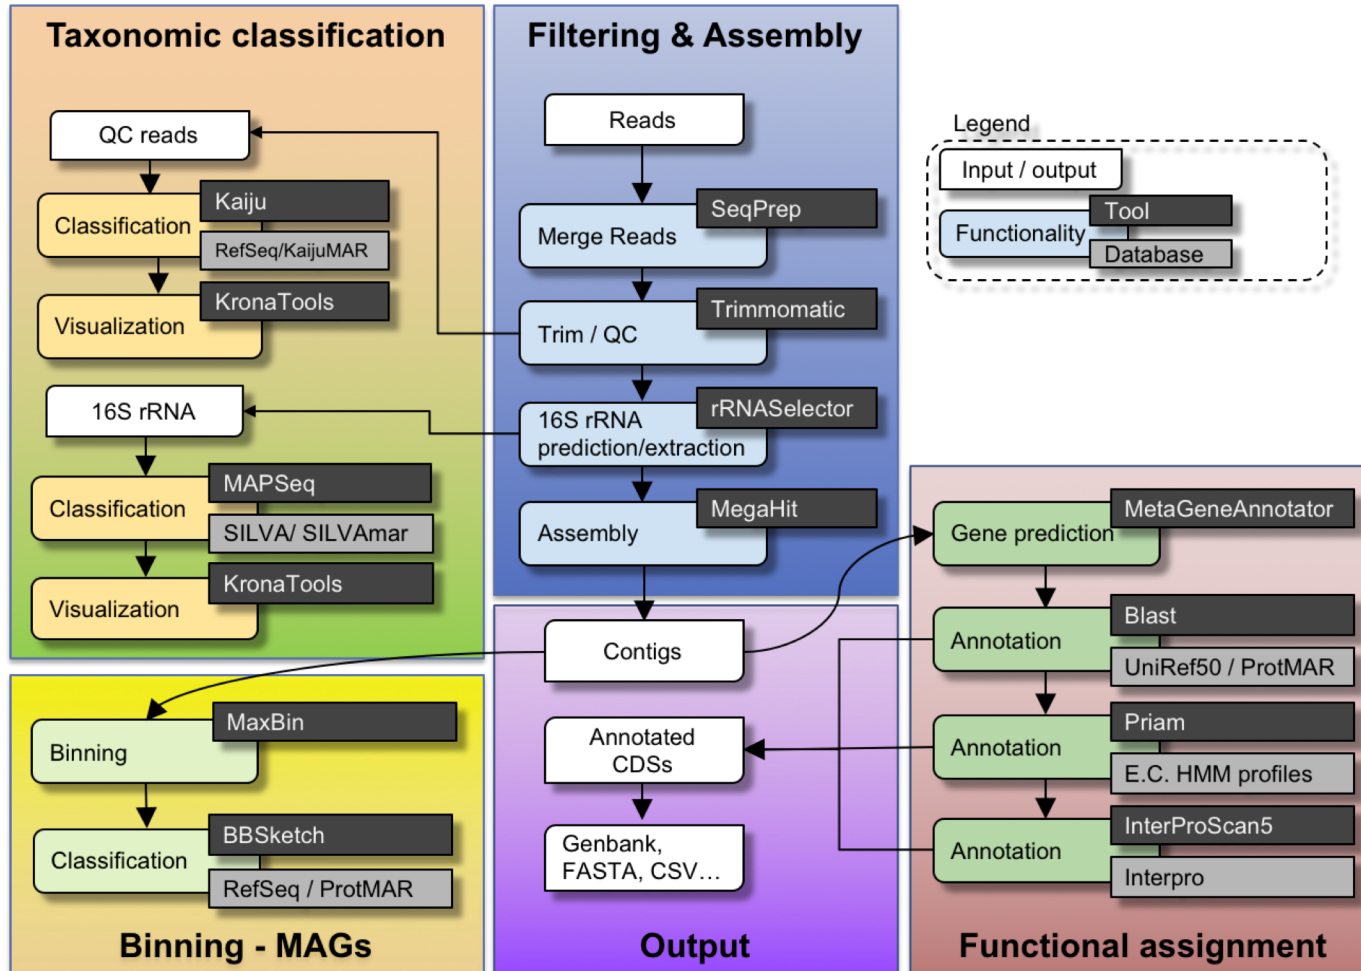 Taxonomic classification
QC reads
Kaiju
Classification
RefSeq/KaijuMAR
KronaTools
Visualization
16S rRNA
MAPSeq
Classification
SILVA/ SILVAmar
KronaTools
Visualization
Filtering & Assembly
Reads
SeqPrep
Merge Reads
Trimmomatic
Trim / QC
rRNASelector
16S rRNA
prediction/extraction
MegaHit
Assembly
Legend
Input / output
Tool
Functionality
Database
MaxBin
Binning
BBSketch
Classification
RefSeq / ProtMAR
Binning - MAGs
Contigs
Annotated
CDSs
Genbank,
FASTA, CSV...
Output
MetaGeneAnnotator
Gene prediction
Blast
Annotation
UniRef50 / ProtMAR
Priam
Annotation
E.C. HMM profiles
InterProScan5
Annotation
Interpro
Functional assignment